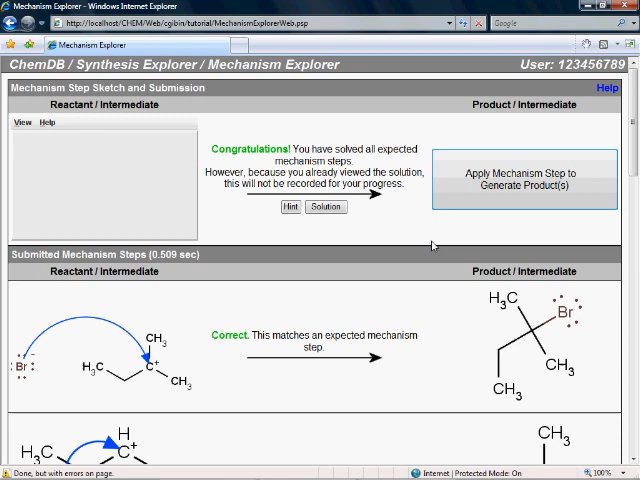 Mechanism Explorer - Windows Internet Explorer
http://localhost/CHEM/Web/cgibin/tutorial/MechanismExplorerWeb.psp
Google
Mechanism Explorer
ChemDB / Synthesis Explorer / Mechanism Explorer
User: 123456789
Mechanism Step Sketch and Submission
Help
Reactant / Intermediate
Product / Intermediate
View Help
Congratulations! You have solved all expected
mechanism steps.
However, because you already viewed the solution,
this will not be recorded for your progress.
Hint
Solution
Apply Mechanism Step to
Generate Product(s)
Submitted Mechanism Steps (0.509 sec)
Reactant / Intermediate
Product / Intermediate
Br
H3C
CH3
C+
CH3
Correct. This matches an expected mechanism
step.
H3C
Br
CH3
CH3
H
H3C
C+
CH3
Done, but with errors on page.
Internet | Protected Mode: On
100%